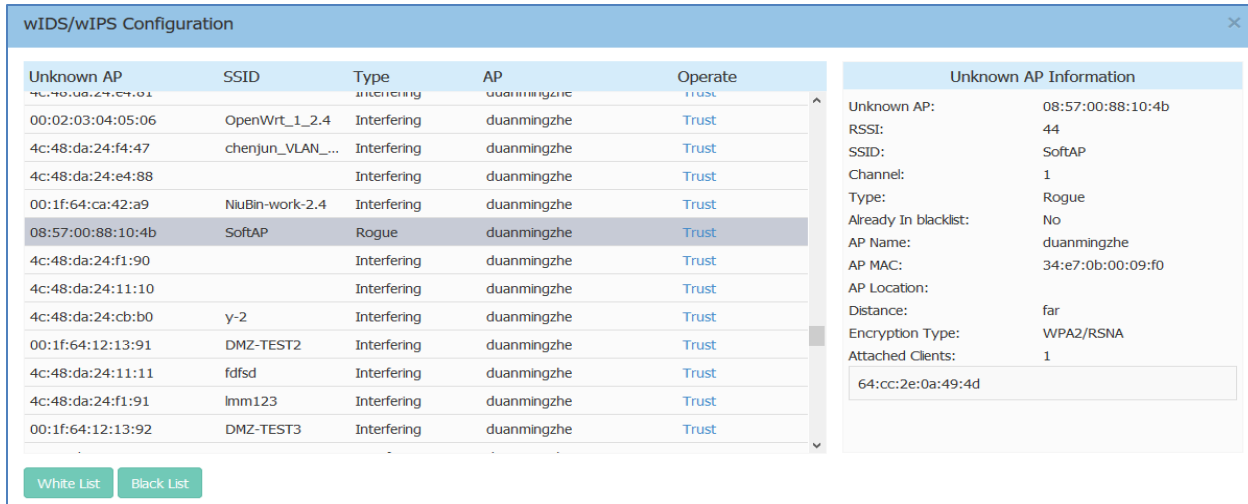 wIDS/wIPS Configuration ×
Unknown AP SSID Type AP Operate
4c:48:da:24:e4:81 Interfering duanmingzhe Trust
00:02:03:04:05:06 OpenWrt_1_2.4 Interfering duanmingzhe Trust
4c:48:da:24:f4:47 chenjun_VLAN_... Interfering duanmingzhe Trust
4c:48:da:24:e4:88 Interfering duanmingzhe Trust
00:1f:64:ca:42:a9 NiuBin-work-2.4 Interfering duanmingzhe Trust
08:57:00:88:10:4b SoftAP Rogue duanmingzhe Trust
4c:48:da:24:f1:90 Interfering duanmingzhe Trust
4c:48:da:24:11:10 Interfering duanmingzhe Trust
4c:48:da:24:cb:b0 y-2 Interfering duanmingzhe Trust
00:1f:64:12:13:91 DMZ-TEST2 Interfering duanmingzhe Trust
4c:48:da:24:11:11 fdfsd Interfering duanmingzhe Trust
4c:48:da:24:f1:91 lmm123 Interfering duanmingzhe Trust
00:1f:64:12:13:92 DMZ-TEST3 Interfering duanmingzhe Trust
White List Black List
Unknown AP Information
Unknown AP: 08:57:00:88:10:4b
RSSI: 44
SSID: SoftAP
Channel: 1
Type: Rogue
Already In blacklist: No
AP Name: duanmingzhe
AP MAC: 34:e7:0b:00:09:f0
AP Location:
Distance: far
Encryption Type: WPA2/RSNA
Attached Clients: 1
64:cc:2e:0a:49:4d